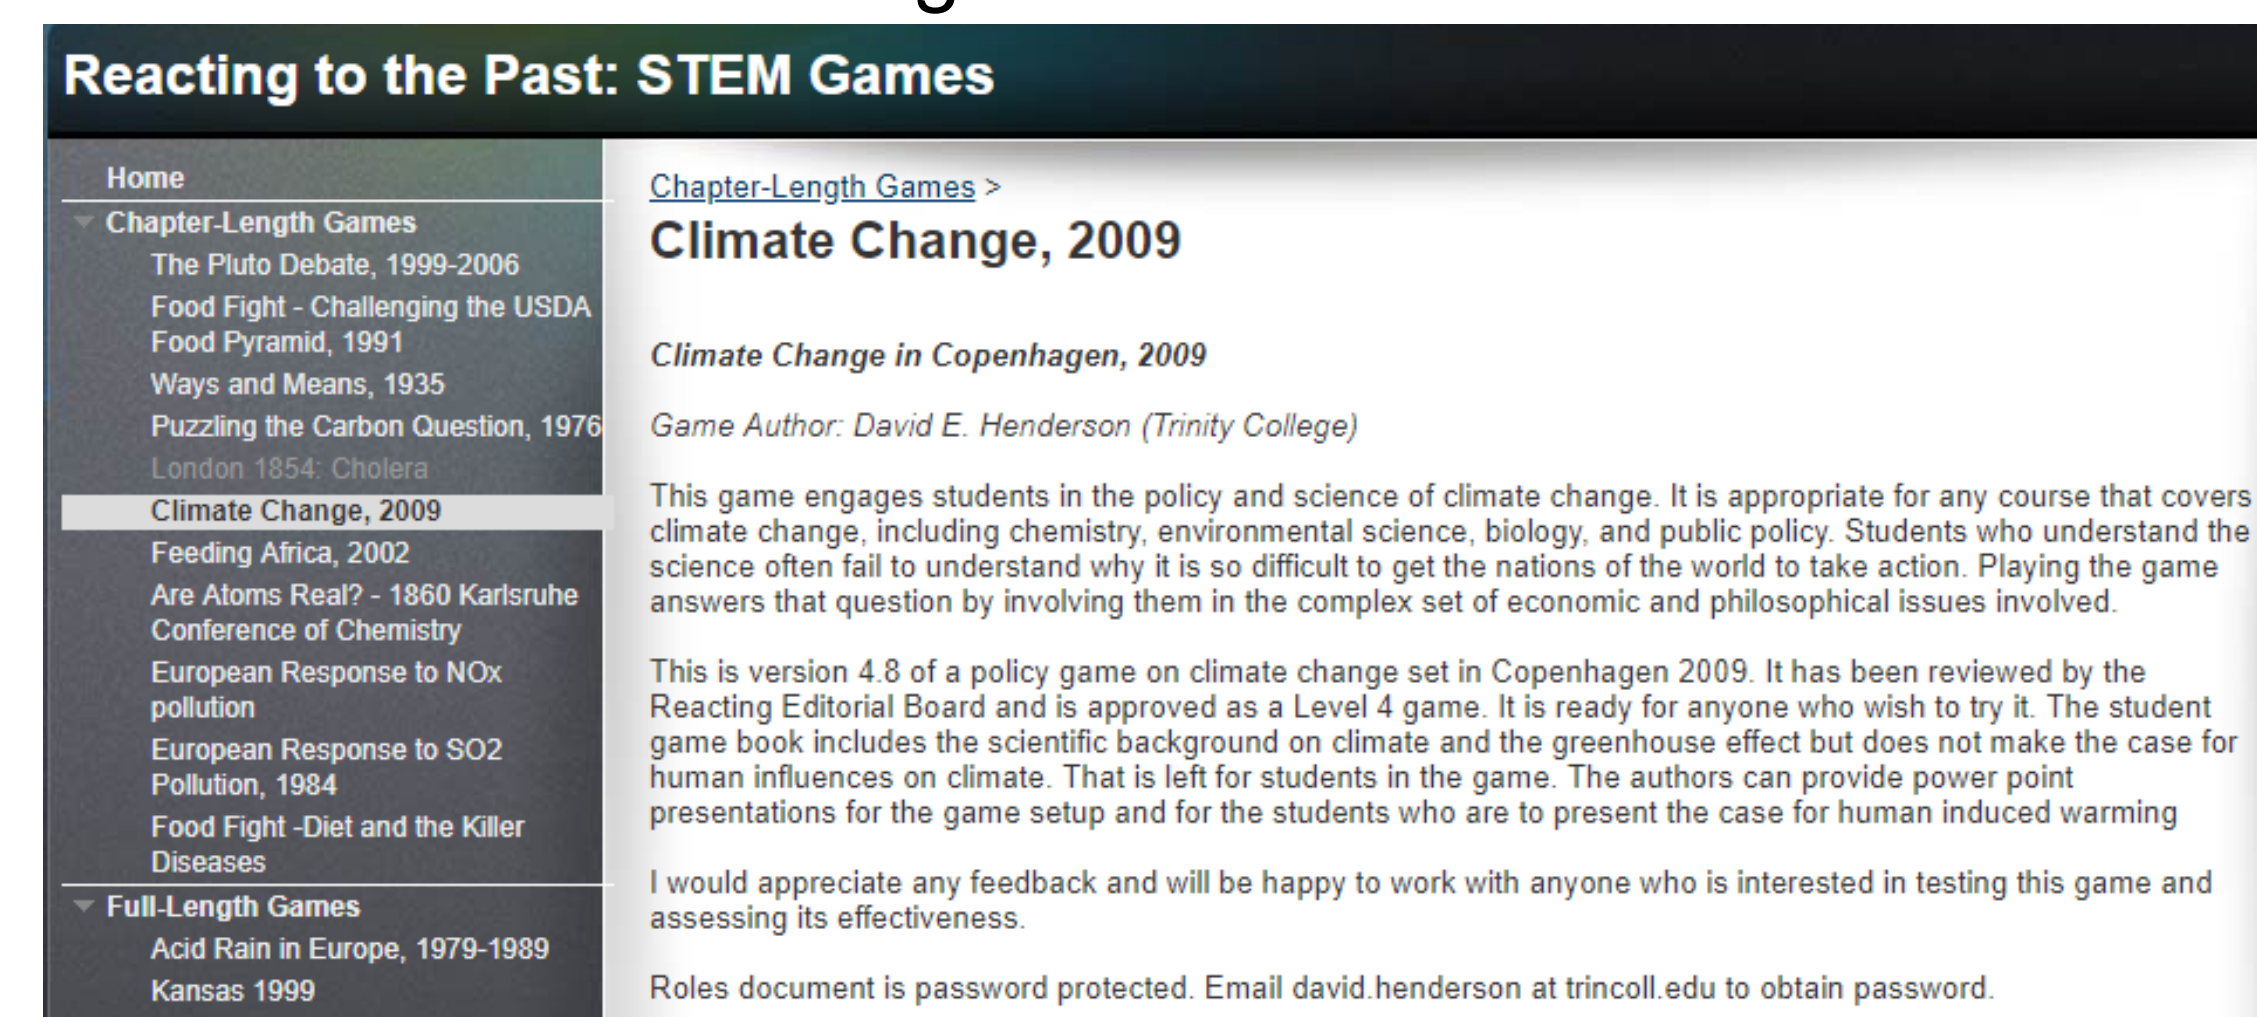 Reacting to the Past: STEM Games
Home
Chapter-Length Games
The Pluto Debate, 1999-2006
Food Fight - Challenging the USDA
Food Pyramid, 1991
Ways and Means, 1935
Puzzling the Carbon Question, 1976
London 1854: Cholera
Climate Change, 2009
Feeding Africa, 2002
Are Atoms Real? - 1860 Karlsruhe
Conference of Chemistry
European Response to NOx
pollution
European Response to SO2
Pollution, 1984
Food Fight -Diet and the Killer
Diseases
Full-Length Games
Acid Rain in Europe, 1979-1989
Kansas 1999
Chapter-Length Games >
Climate Change, 2009
Climate Change in Copenhagen, 2009
Game Author: David E. Henderson (Trinity College)
This game engages students in the policy and science of climate change. It is appropriate for any course that covers
climate change, including chemistry, environmental science, biology, and public policy. Students who understand the
science often fail to understand why it is so difficult to get the nations of the world to take action. Playing the game
answers that question by involving them in the complex set of economic and philosophical issues involved.
This is version 4.8 of a policy game on climate change set in Copenhagen 2009. It has been reviewed by the
Reacting Editorial Board and is approved as a Level 4 game. It is ready for anyone who wish to try it. The student
game book includes the scientific background on climate and the greenhouse effect but does not make the case for
human influences on climate. That is left for students in the game. The authors can provide power point
presentations for the game setup and for the students who are to present the case for human induced warming
I would appreciate any feedback and will be happy to work with anyone who is interested in testing this game and
assessing its effectiveness.
Roles document is password protected. Email david.henderson at trincoll.edu to obtain password.